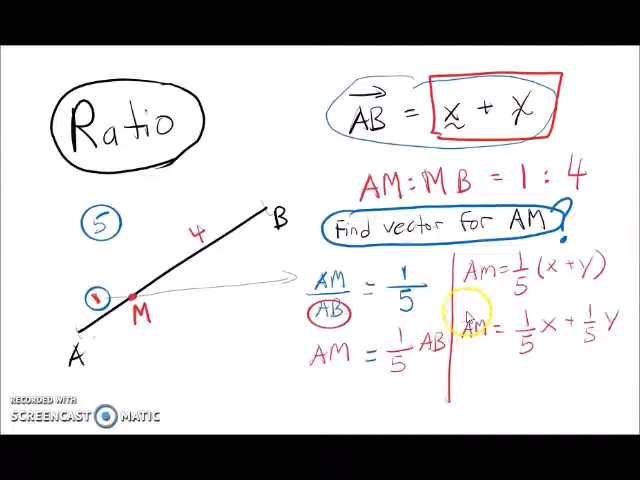 Ratio
AB = x + y
AM : MB = 1 : 4
Find vector for AM ?
5
4
B
1
M
A
AM / AB = 1 / 5
AM = 1/5 AB
AM = 1/5 (x + y)
AM = 1/5 x + 1/5 y
RECORDED WITH
SCREENCAST MATIC